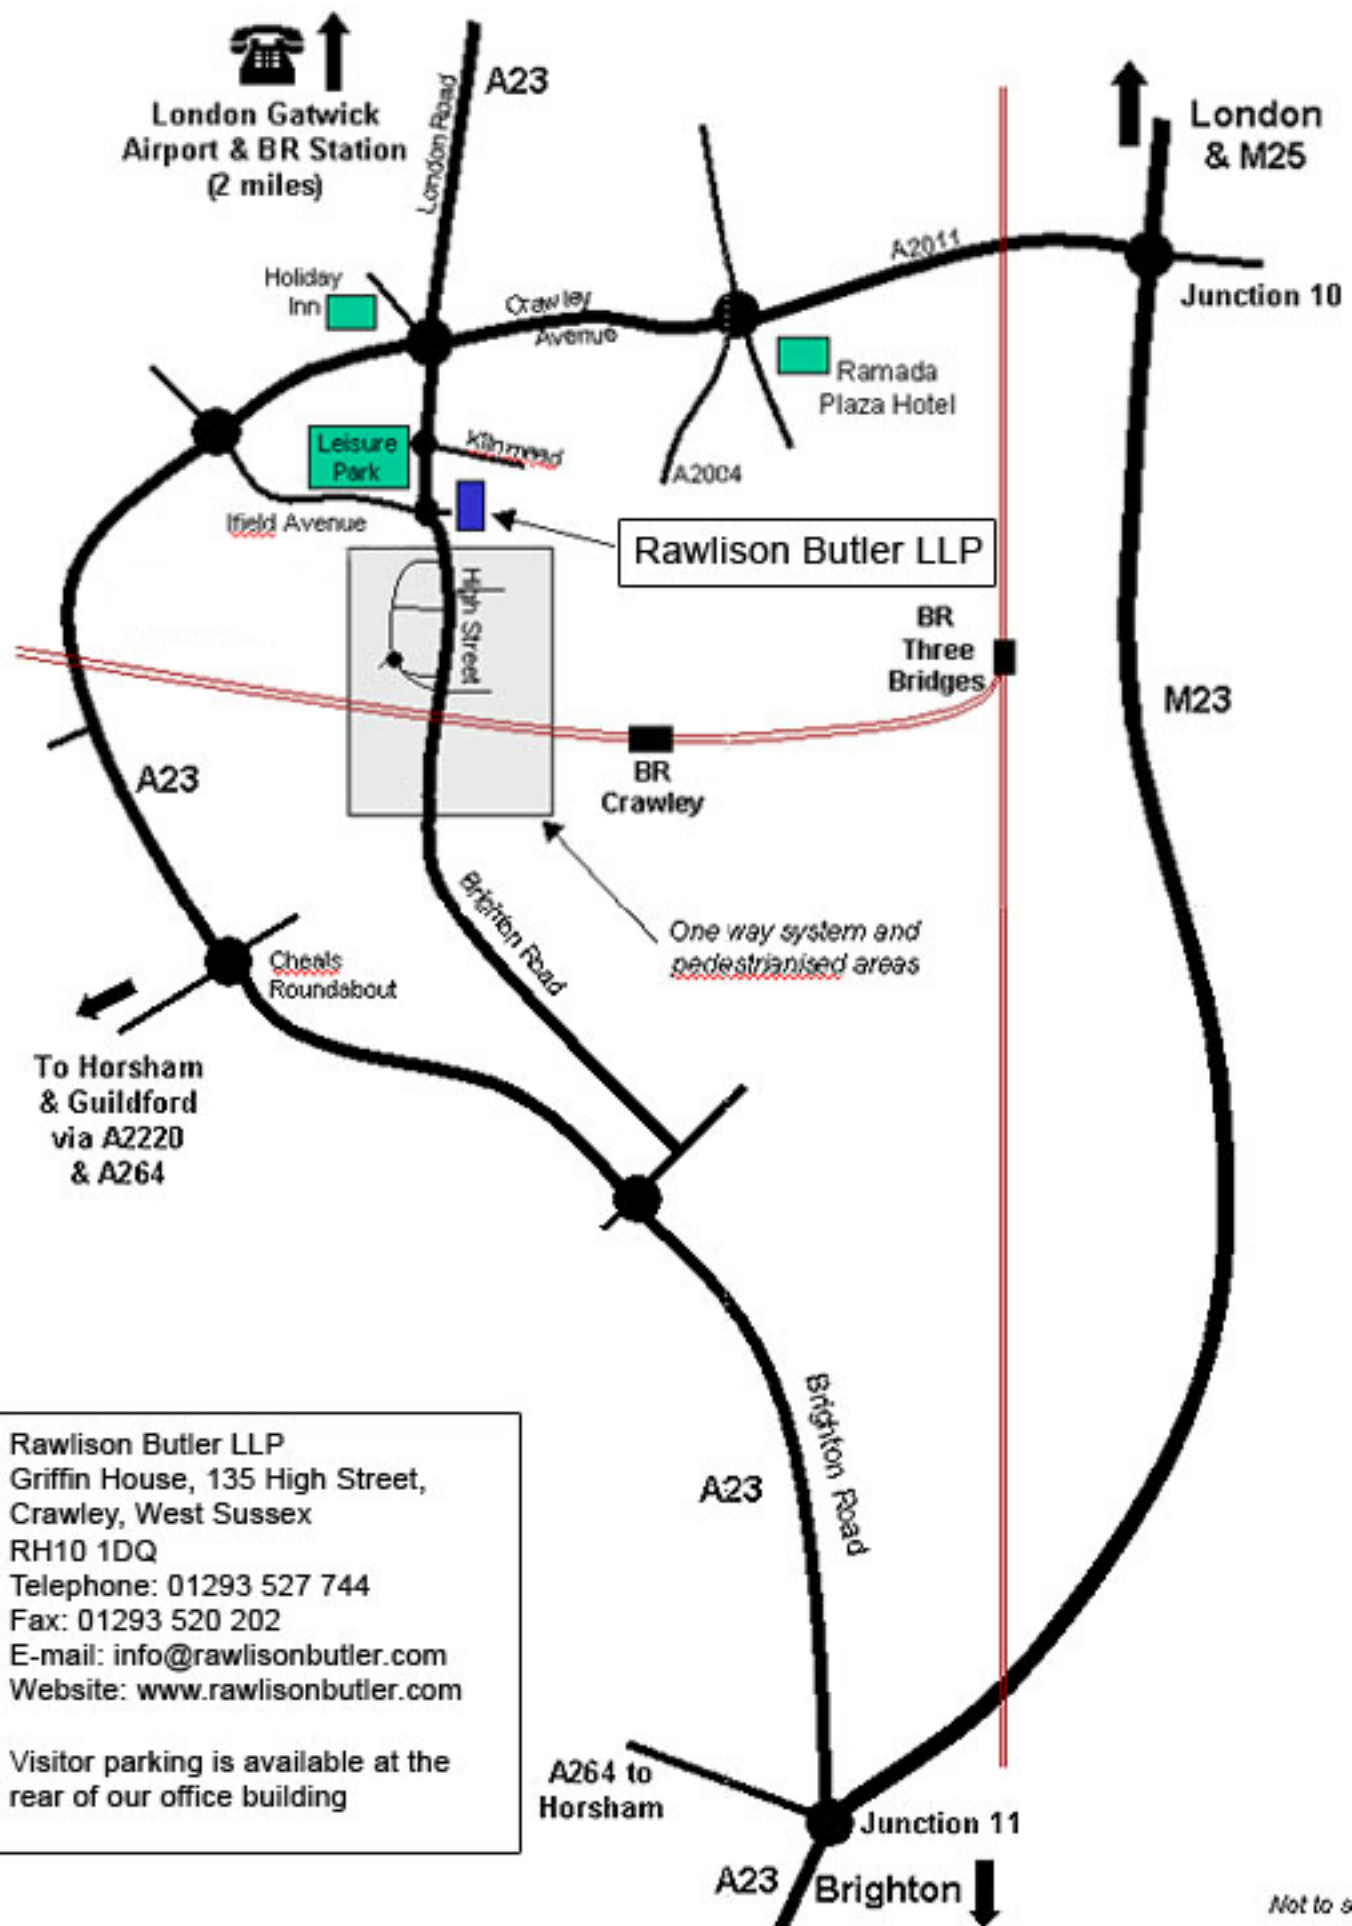 A23
London Road
London Gatwick
Airport & BR Station
(2 miles)
London
& M25
A2011
Junction 10
Holiday
Inn
Crawley
Avenue
Ramada
Plaza Hotel
Leisure
Park
Kilnmead
A2004
Ifield Avenue
Rawlison Butler LLP
High Street
BR
Three
Bridges
M23
BR
Crawley
A23
Brighton Road
One way system and
pedestrianised areas
Cheals
Roundabout
To Horsham
& Guildford
via A2220
& A264
Brighton Road
A23
Rawlison Butler LLP
Griffin House, 135 High Street,
Crawley, West Sussex
RH10 1DQ
Telephone: 01293 527 744
Fax: 01293 520 202
E-mail: info@rawlisonbutler.com
Website: www.rawlisonbutler.com
Visitor parking is available at the
rear of our office building
A264 to
Horsham
Junction 11
A23
Brighton
Not to s